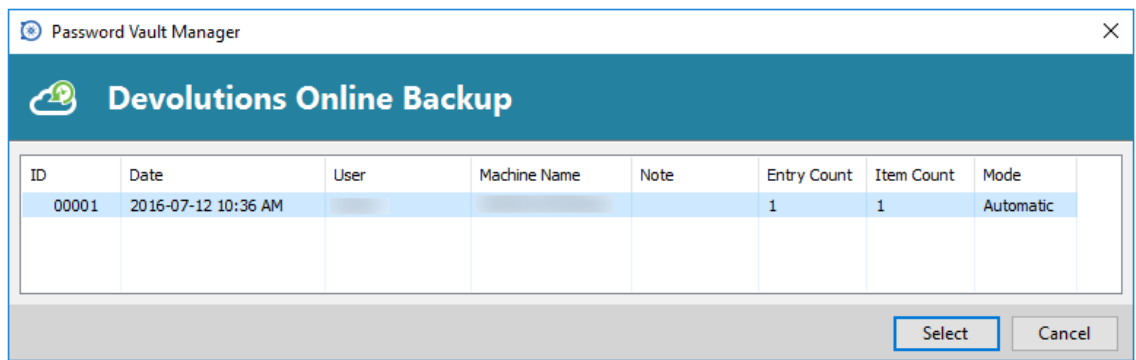 Password Vault Manager
Devolutions Online Backup
ID Date User Machine Name Note Entry Count Item Count Mode
00001 2016-07-12 10:36 AM 1 1 Automatic
Select Cancel